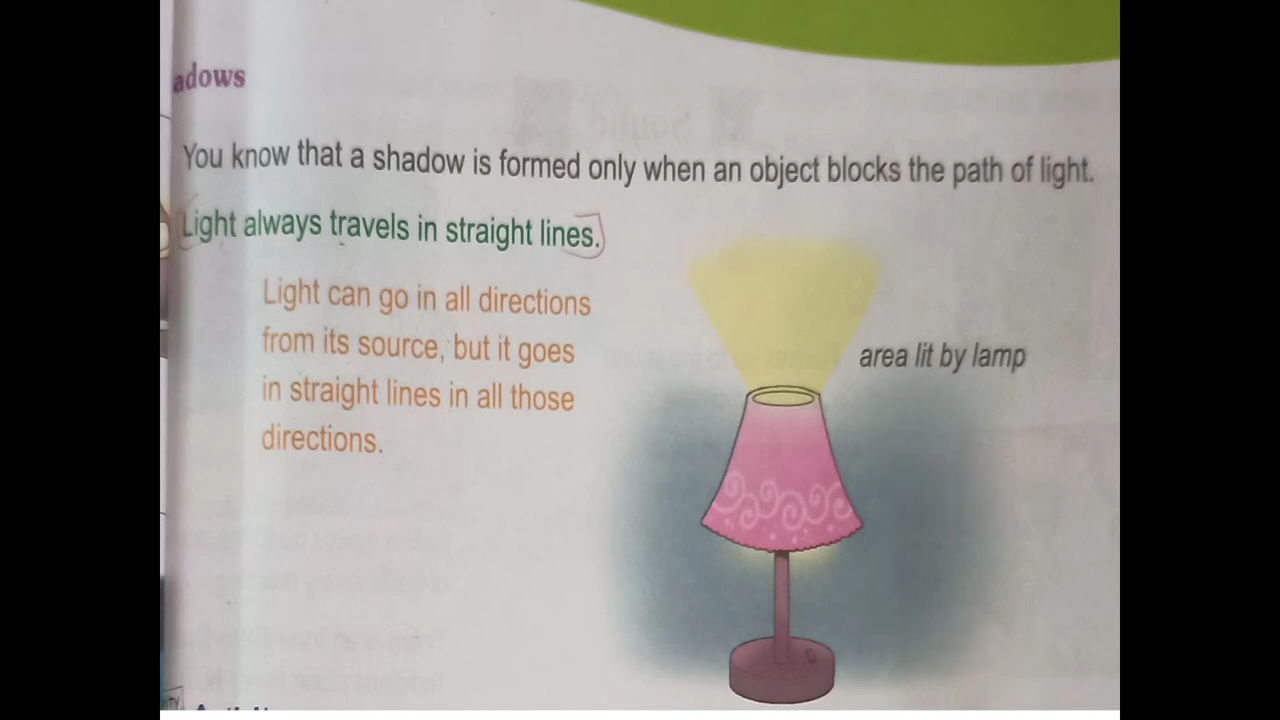 adows
You know that a shadow is formed only when an object blocks the path of light.
Light always travels in straight lines.
Light can go in all directions
from its source, but it goes
in straight lines in all those
directions.
area lit by lamp